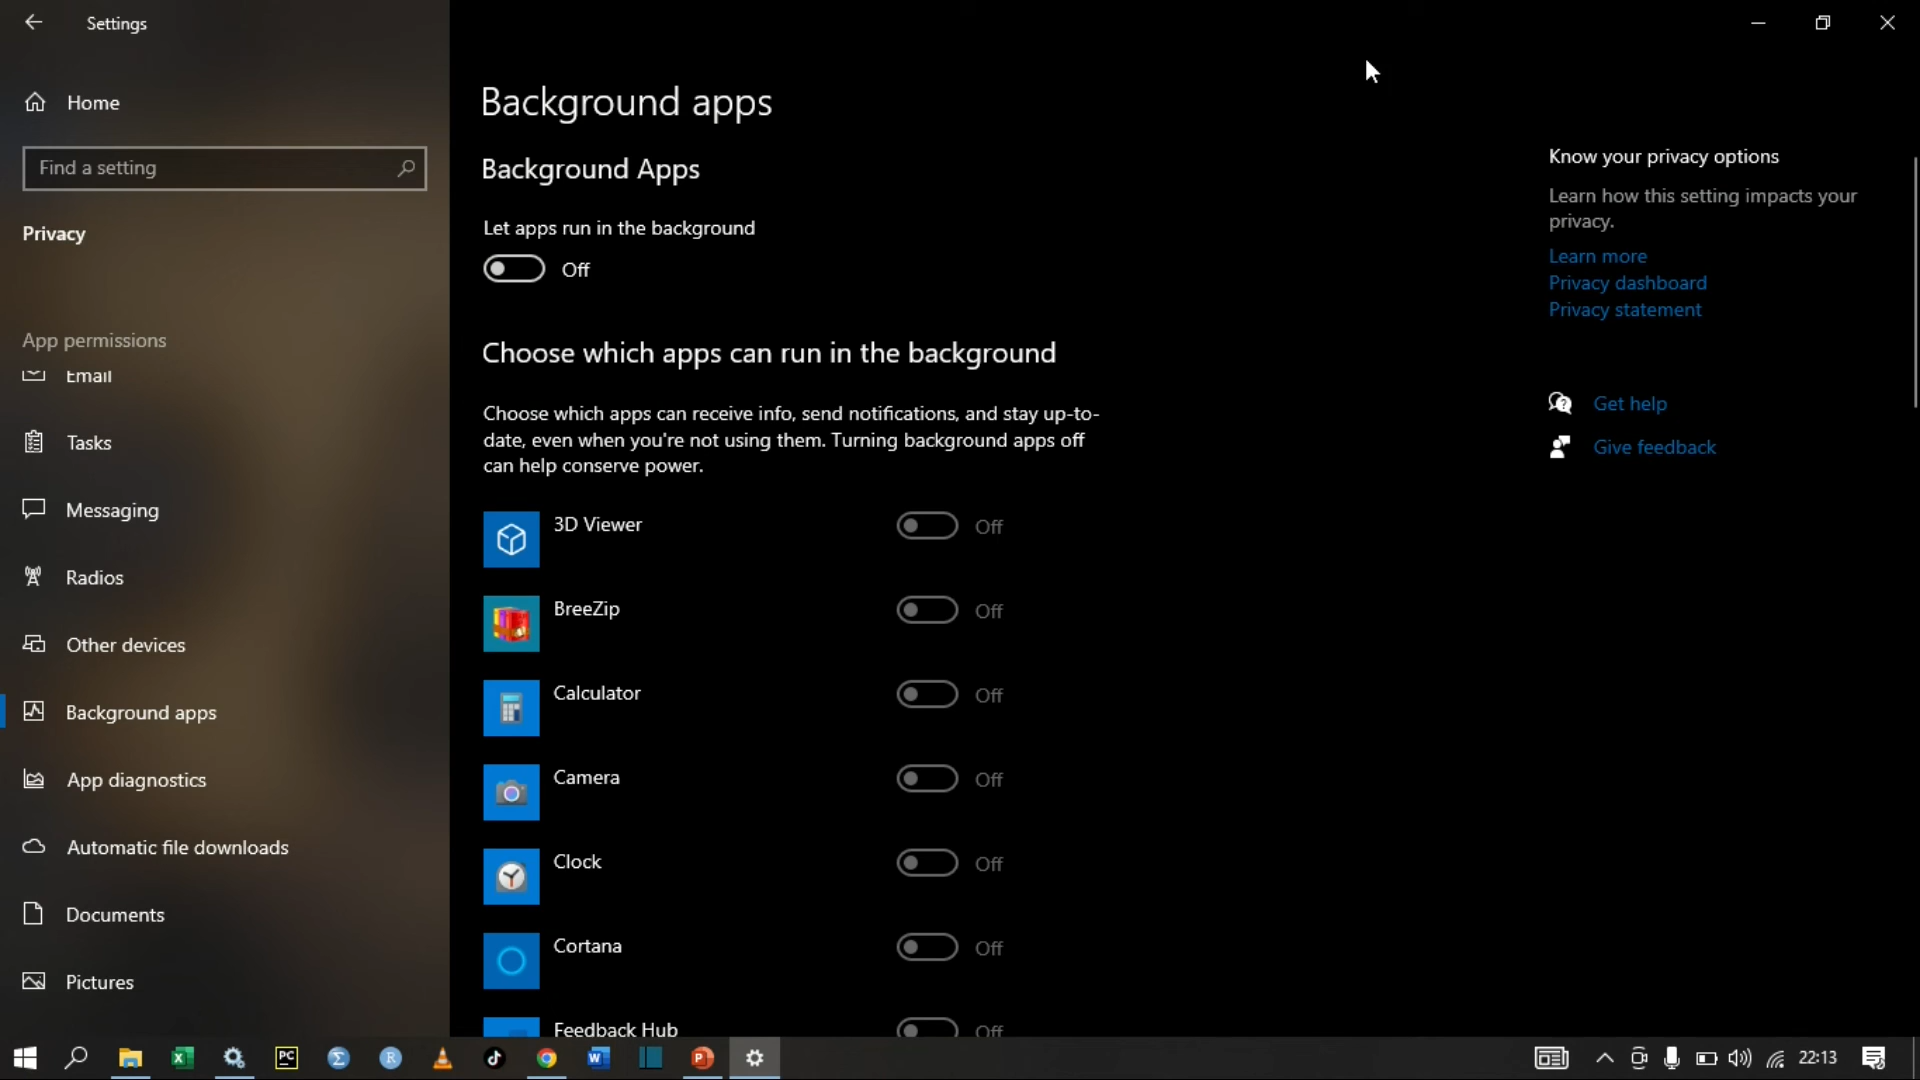 Settings
Home
Find a setting
Privacy
App permissions
Email
Tasks
Messaging
Radios
Other devices
Background apps
App diagnostics
Automatic file downloads
Documents
Pictures
Background apps
Background Apps
Let apps run in the background
Off
Choose which apps can run in the background
Choose which apps can receive info, send notifications, and stay up-to-
date, even when you're not using them. Turning background apps off
can help conserve power.
3D Viewer Off
BreeZip Off
Calculator Off
Camera Off
Clock Off
Cortana Off
Feedback Hub Off
Know your privacy options
Learn how this setting impacts your
privacy.
Learn more
Privacy dashboard
Privacy statement
Get help
Give feedback
PC
R
W
P
22:13